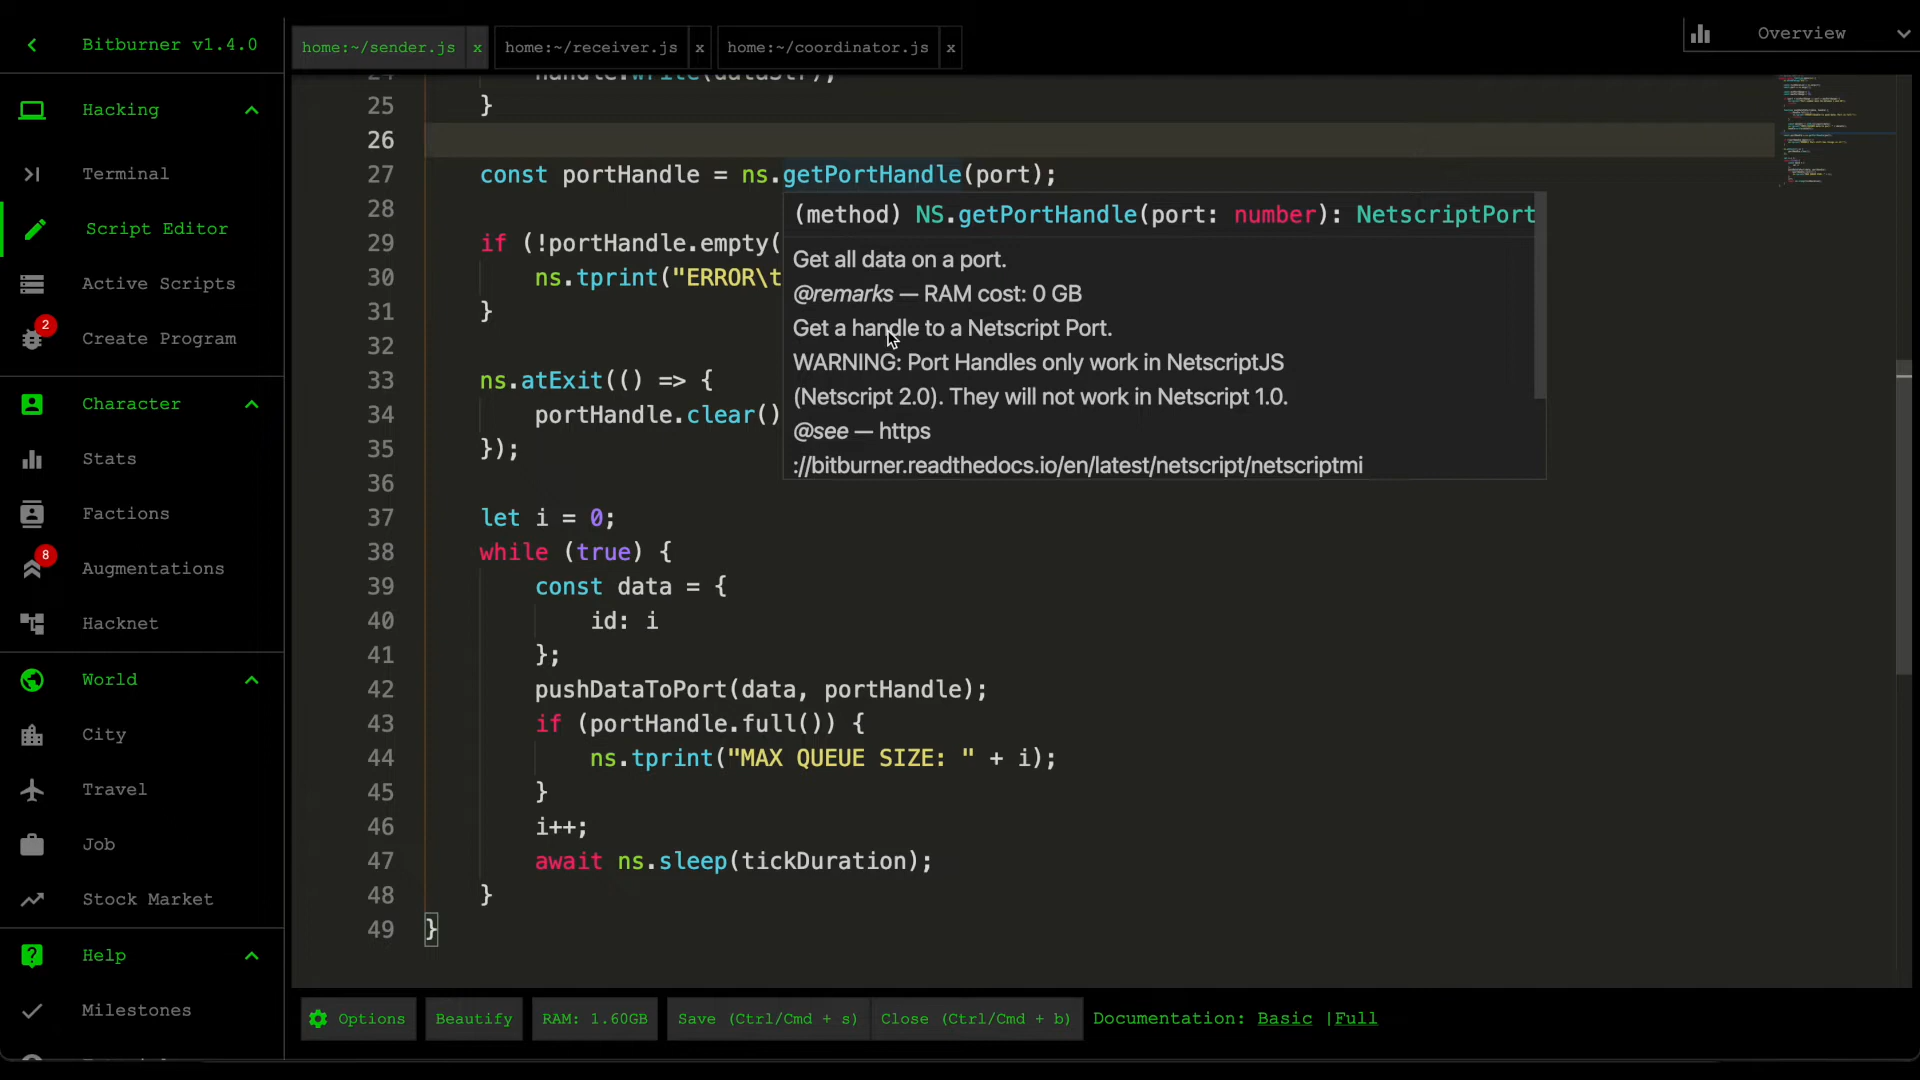 Bitburner v1.4.0
home:~/sender.js x
home:~/receiver.js x
home:~/coordinator.js x
Overview
Hacking
Terminal
Script Editor
Active Scripts
2
Create Program
Character
Stats
Factions
8
Augmentations
Hacknet
World
City
Travel
Job
Stock Market
Help
Milestones
24 handle.write(dataStr);
25 }
26
27 const portHandle = ns.getPortHandle(port);
28
29 if (!portHandle.empty(
30 ns.tprint("ERROR\t
31 }
32
33 ns.atExit(() => {
34 portHandle.clear()
35 });
36
37 let i = 0;
38 while (true) {
39 const data = {
40 id: i
41 };
42 pushDataToPort(data, portHandle);
43 if (portHandle.full()) {
44 ns.tprint("MAX QUEUE SIZE: " + i);
45 }
46 i++;
47 await ns.sleep(tickDuration);
48 }
49 }
(method) NS.getPortHandle(port: number): NetscriptPort
Get all data on a port.
@remarks — RAM cost: 0 GB
Get a handle to a Netscript Port.
WARNING: Port Handles only work in NetscriptJS
(Netscript 2.0). They will not work in Netscript 1.0.
@see — https
://bitburner.readthedocs.io/en/latest/netscript/netscriptmi
Options
Beautify
RAM: 1.60GB
Save (Ctrl/Cmd + s)
Close (Ctrl/Cmd + b)
Documentation: Basic |Full